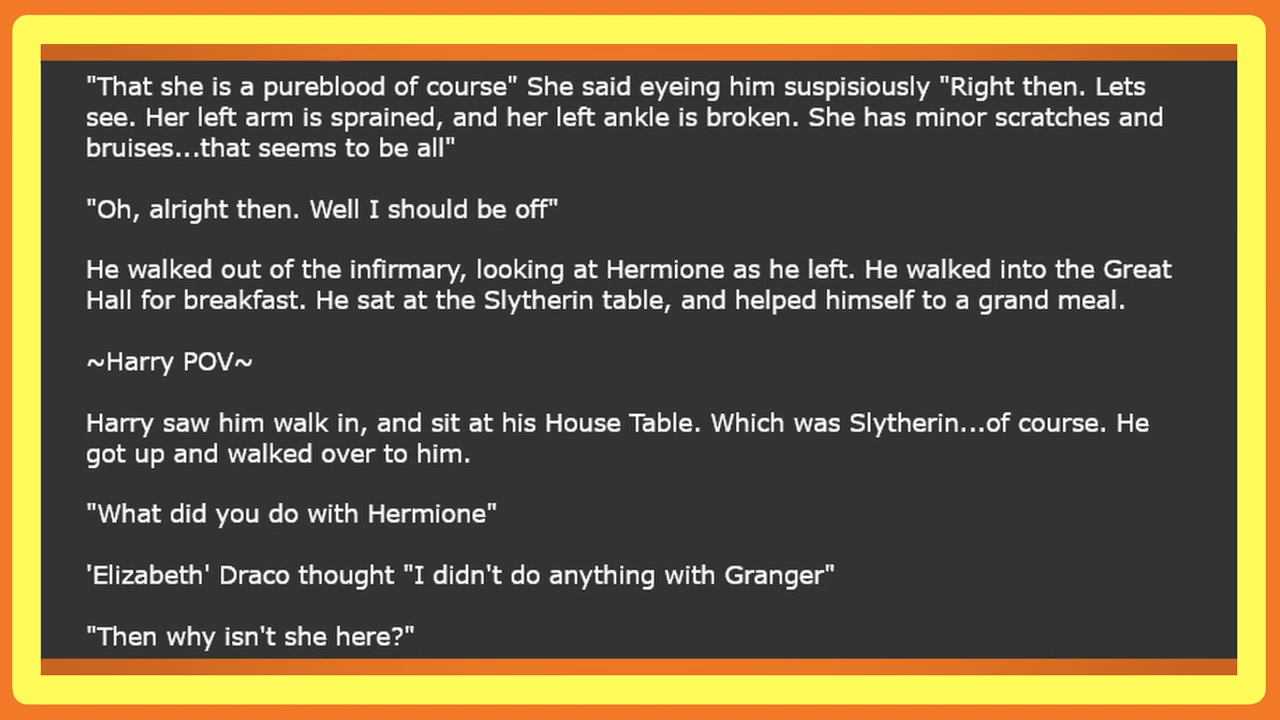 "That she is a pureblood of course" She said eyeing him suspisiously "Right then. Lets
see. Her left arm is sprained, and her left ankle is broken. She has minor scratches and
bruises...that seems to be all"
"Oh, alright then. Well I should be off"
He walked out of the infirmary, looking at Hermione as he left. He walked into the Great
Hall for breakfast. He sat at the Slytherin table, and helped himself to a grand meal.
~Harry POV~
Harry saw him walk in, and sit at his House Table. Which was Slytherin...of course. He
got up and walked over to him.
"What did you do with Hermione"
'Elizabeth' Draco thought "I didn't do anything with Granger"
"Then why isn't she here?"